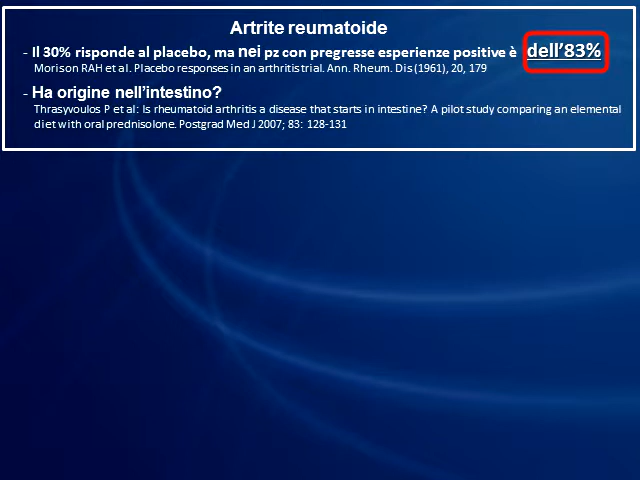 Artrite reumatoide
- Il 30% risponde al placebo, ma nei pz con pregresse esperienze positive è dell'83%
Morison RAH et al. Placebo responses in an arthritis trial. Ann. Rheum. Dis (1961), 20, 179
- Ha origine nell'intestino?
Thrasyvoulos P et al: Is rheumatoid arthritis a disease that starts in intestine? A pilot study comparing an elemental
diet with oral prednisolone. Postgrad Med J 2007; 83: 128-131